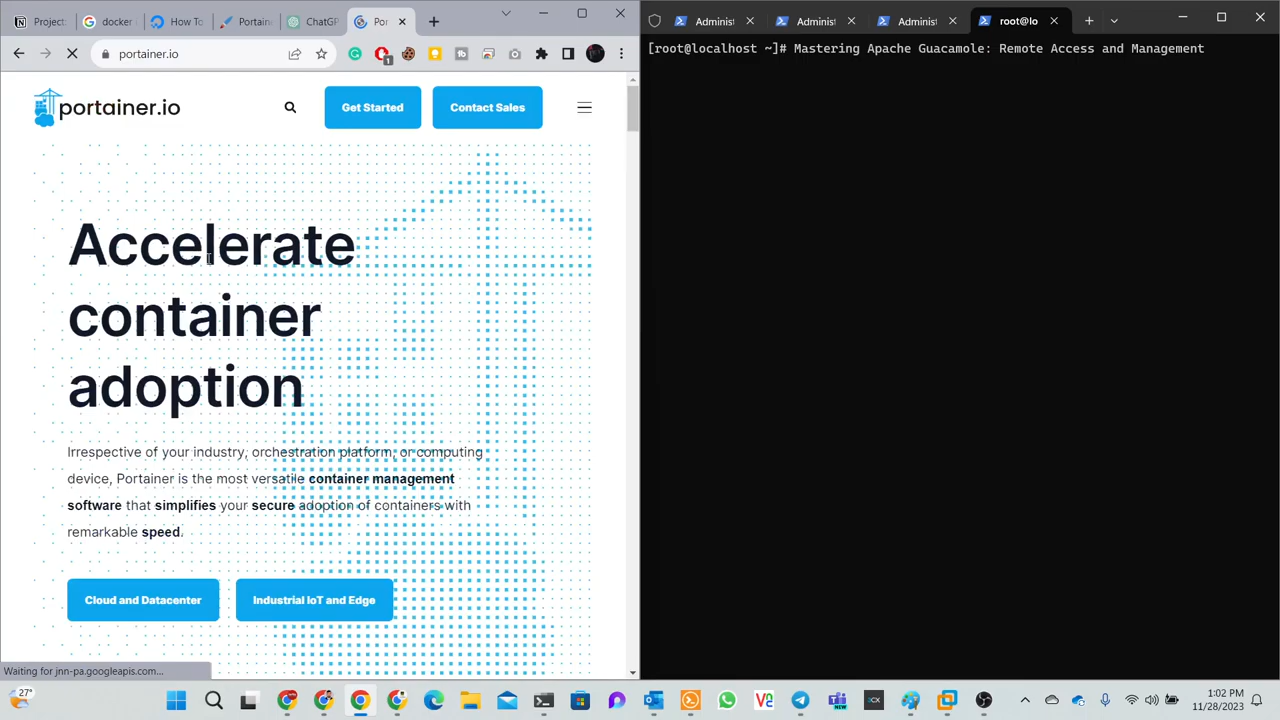 Project
docker
How To
Portain
ChatGP
Por
portainer.io
1
portainer.io
Get Started
Contact Sales
Accelerate
container
adoption
Irrespective of your industry, orchestration platform, or computing
device, Portainer is the most versatile container management
software that simplifies your secure adoption of containers with
remarkable speed.
Cloud and Datacenter
Industrial IoT and Edge
Waiting for jnn-pa.googleapis.com...
Administ
Administ
Administ
root@lo
[root@localhost ~]# Mastering Apache Guacamole: Remote Access and Management
27°
1:02 PM
11/28/2023